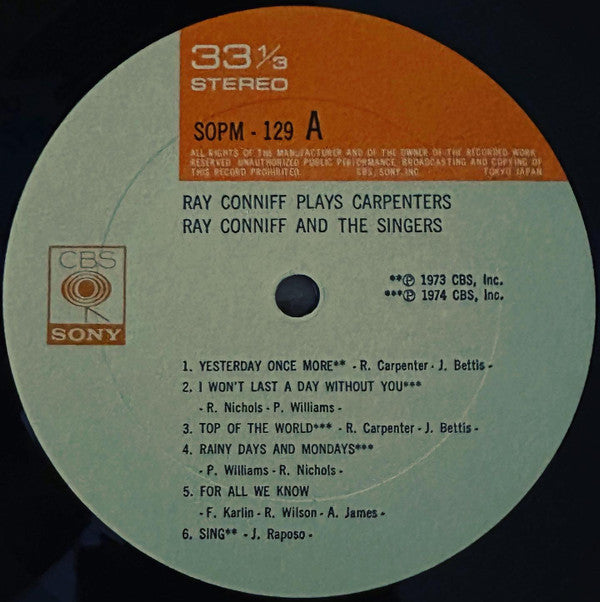 33 1/3
STEREO
SOPM - 129 A
ALL RIGHTS OF THE MANUFACTURER AND OF THE OWNER OF THE RECORDED WORK
RESERVED. UNAUTHORIZED PUBLIC PERFORMANCE, BROADCASTING AND COPYING OF
THIS RECORD PROHIBITED. CBS, SONY INC. TOKYO JAPAN
RAY CONNIFF PLAYS CARPENTERS
RAY CONNIFF AND THE SINGERS
CBS
SONY
**℗ 1973 CBS, Inc.
***℗ 1974 CBS, Inc.
1. YESTERDAY ONCE MORE** - R. Carpenter - J. Bettis -
2. I WON'T LAST A DAY WITHOUT YOU***
- R. Nichols - P. Williams -
3. TOP OF THE WORLD*** - R. Carpenter - J. Bettis -
4. RAINY DAYS AND MONDAYS***
- P. Williams - R. Nichols -
5. FOR ALL WE KNOW
- F. Karlin - R. Wilson - A. James -
6. SING** - J. Raposo -